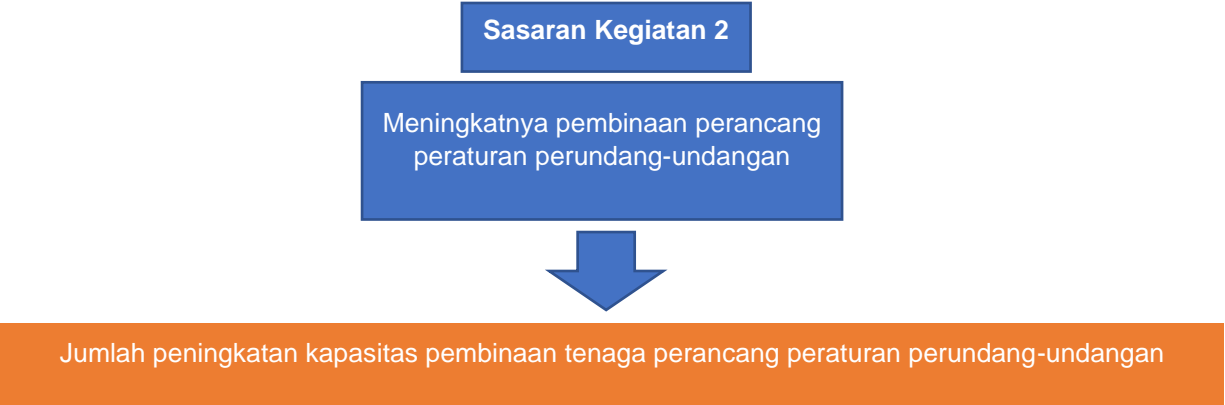 Sasaran Kegiatan 2
Meningkatnya pembinaan perancang
peraturan perundang-undangan
Jumlah peningkatan kapasitas pembinaan tenaga perancang peraturan perundang-undangan